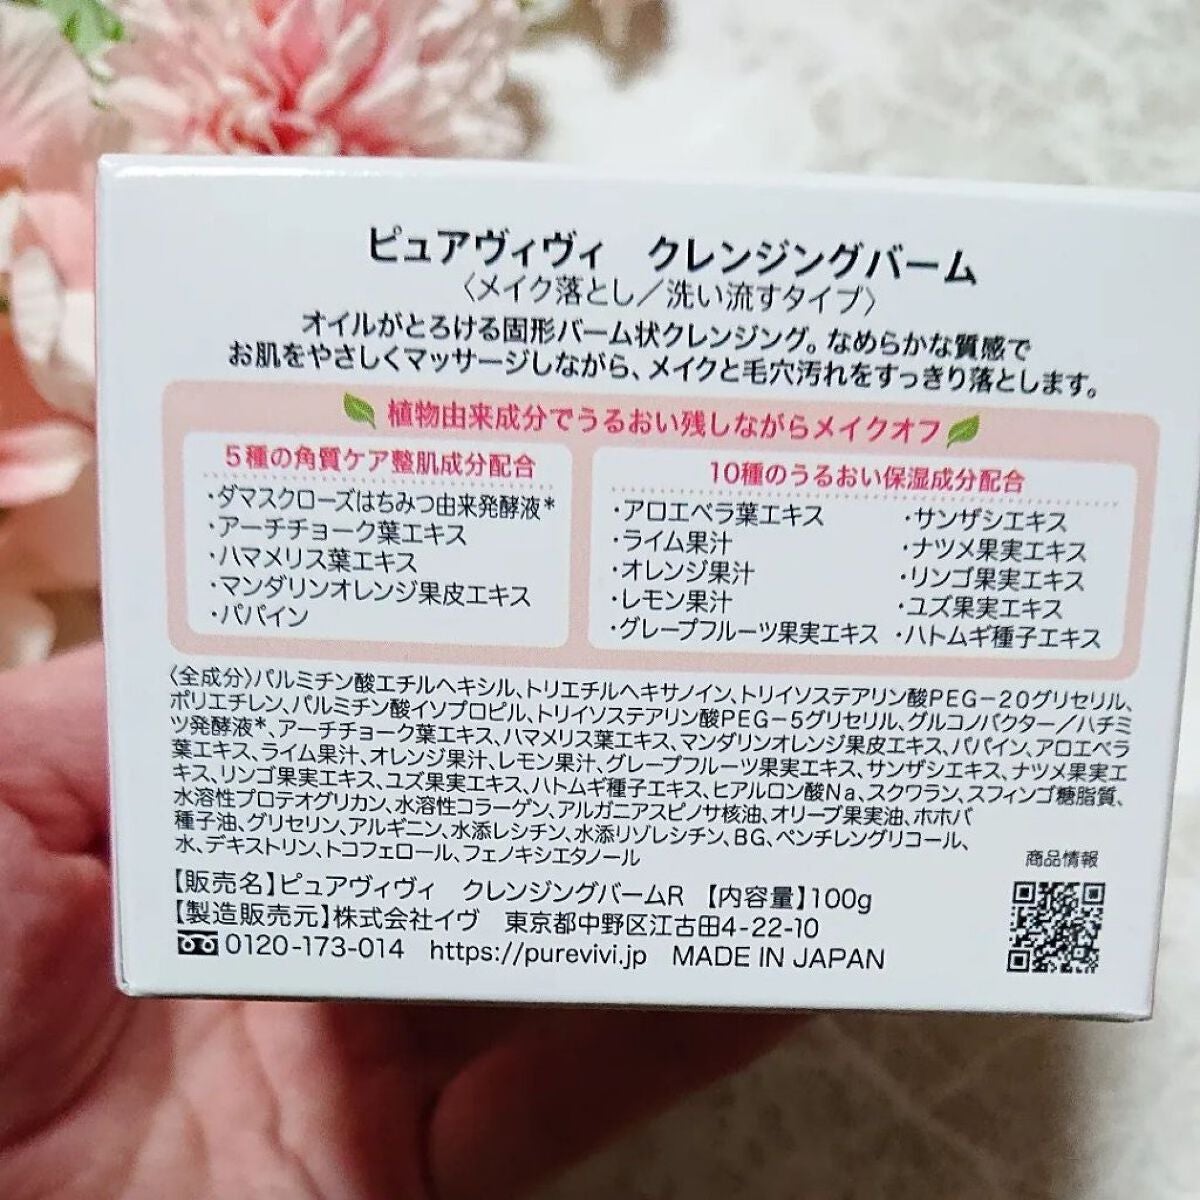 ピュアヴィヴィ クレンジングバーム
〈メイク落とし／洗い流すタイプ〉
オイルがとろける固形バーム状クレンジング。なめらかな質感で
お肌をやさしくマッサージしながら、メイクと毛穴汚れをすっきり落とします。
植物由来成分でうるおい残しながらメイクオフ
5種の角質ケア整肌成分配合
・ダマスクローズはちみつ由来発酵液*
・アーチチョーク葉エキス
・ハマメリス葉エキス
・マンダリンオレンジ果皮エキス
・パパイン
10種のうるおい保湿成分配合
・アロエベラ葉エキス
・ライム果汁
・オレンジ果汁
・レモン果汁
・グレープフルーツ果実エキス
・サンザシエキス
・ナツメ果実エキス
・リンゴ果実エキス
・ユズ果実エキス
・ハトムギ種子エキス
〈全成分〉パルミチン酸エチルヘキシル、トリエチルヘキサノイン、トリイソステアリン酸PEG－20グリセリル、
ポリエチレン、パルミチン酸イソプロピル、トリイソステアリン酸PEG－5グリセリル、グルコノバクター／ハチミ
ツ発酵液*、アーチチョーク葉エキス、ハマメリス葉エキス、マンダリンオレンジ果皮エキス、パパイン、アロエベラ
葉エキス、ライム果汁、オレンジ果汁、レモン果汁、グレープフルーツ果実エキス、サンザシエキス、ナツメ果実エ
キス、リンゴ果実エキス、ユズ果実エキス、ハトムギ種子エキス、ヒアルロン酸Na、スクワラン、スフィンゴ糖脂質、
水溶性プロテオグリカン、水溶性コラーゲン、アルガニアスピノサ核油、オリーブ果実油、ホホバ
種子油、グリセリン、アルギニン、水添レシチン、水添リゾレシチン、BG、ペンチレングリコール、
水、デキストリン、トコフェロール、フェノキシエタノール
商品情報
【販売名】ピュアヴィヴィ クレンジングバームR 【内容量】100g
【製造販売元】株式会社イヴ 東京都中野区江古田4-22-10
0120-173-014 https://purevivi.jp MADE IN JAPAN